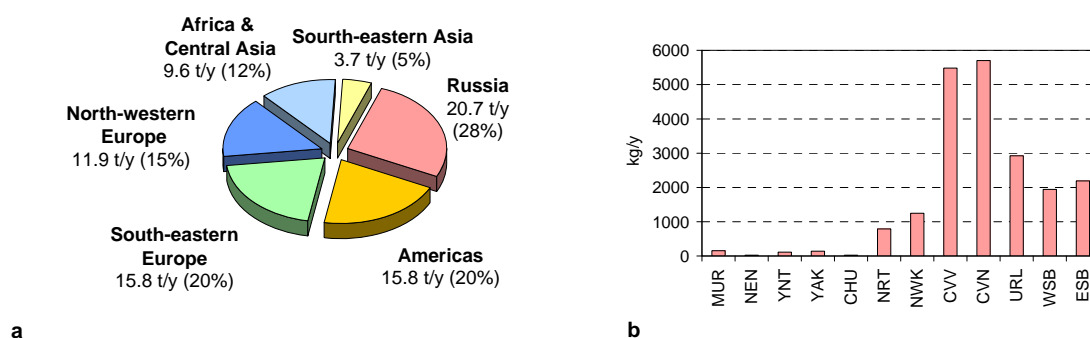 Africa &
Central Asia
9.6 t/y (12%)
Sourth-eastern Asia
3.7 t/y (5%)
Russia
20.7 t/y
(28%)
North-western
Europe
11.9 t/y (15%)
South-eastern
Europe
15.8 t/y (20%)
Americas
15.8 t/y (20%)
a
kg/y
6000
5000
4000
3000
2000
1000
0
MUR
NEN
YNT
YAK
CHU
NRT
NWK
CVV
CVN
URL
WSB
ESB
b